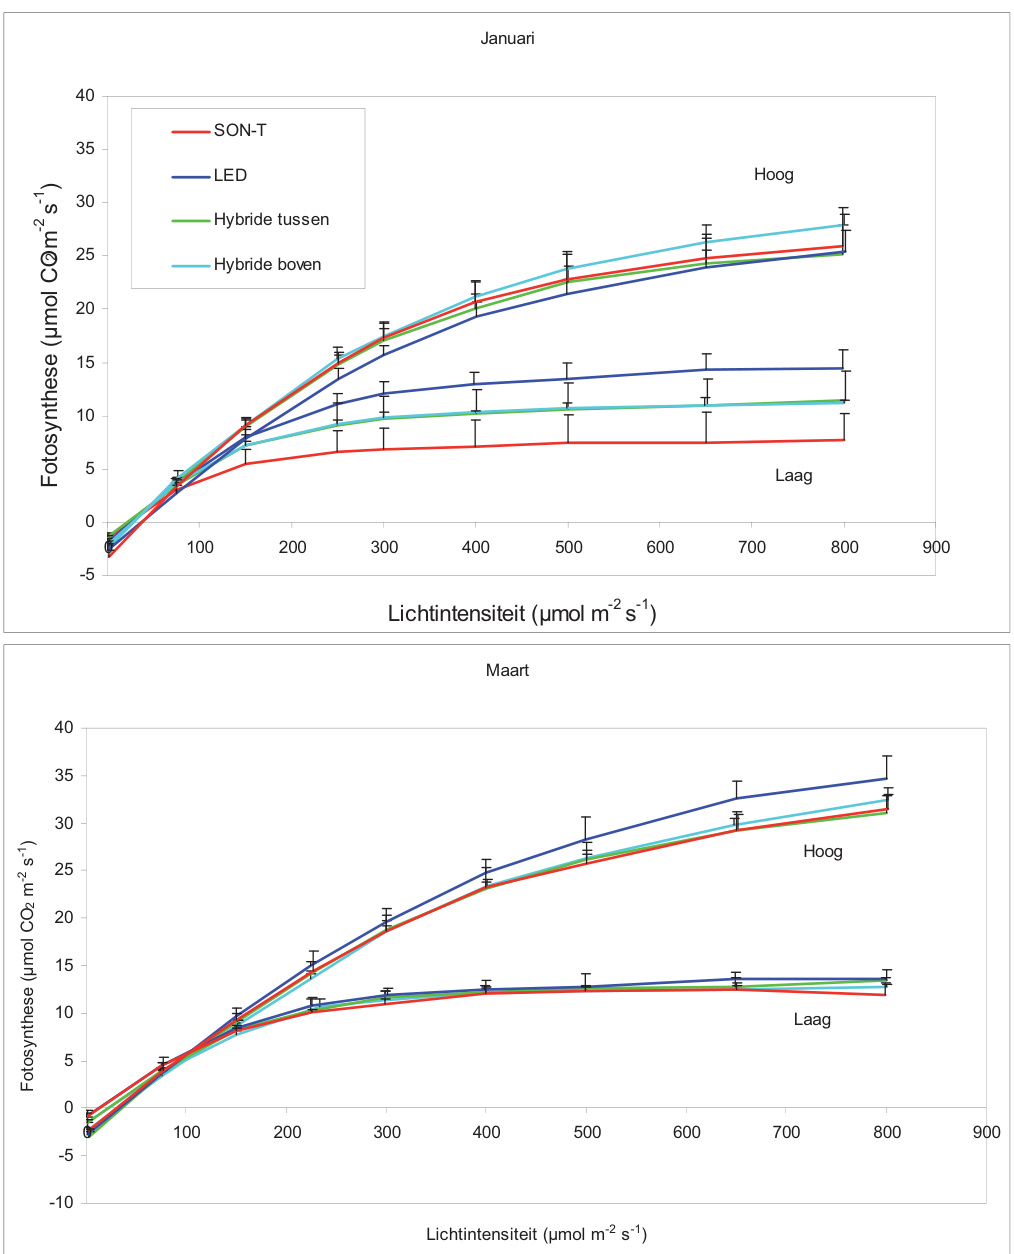 Januari
40
35
30
25
20
15
10
5
0
-5
SON-T
LED
Hybride tussen
Hybride boven
Hoog
Laag
0 100 200 300 400 500 600 700 800 900
Fotosynthese (µmol CO2 m-2 s-1)
Lichtintensiteit (µmol m-2 s-1)
Maart
40
35
30
25
20
15
10
5
0
-5
-10
Hoog
Laag
0 100 200 300 400 500 600 700 800 900
Fotosynthese (µmol CO2 m-2 s-1)
Lichtintensiteit (µmol m-2 s-1)